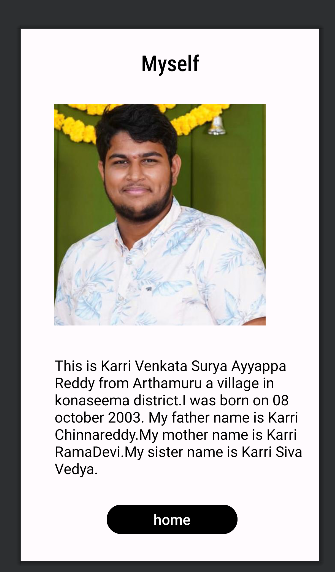 Myself
This is Karri Venkata Surya Ayyappa
Reddy from Arthamuru a village in
konaseema district.I was born on 08
october 2003. My father name is Karri
Chinnareddy.My mother name is Karri
RamaDevi.My sister name is Karri Siva
Vedya.
home